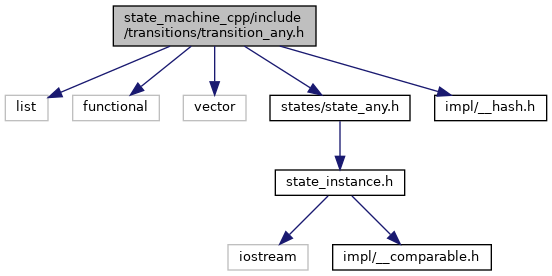 state_machine_cpp/include
/transitions/transition_any.h
list
functional
vector
states/state_any.h
impl/__hash.h
state_instance.h
iostream
impl/__comparable.h